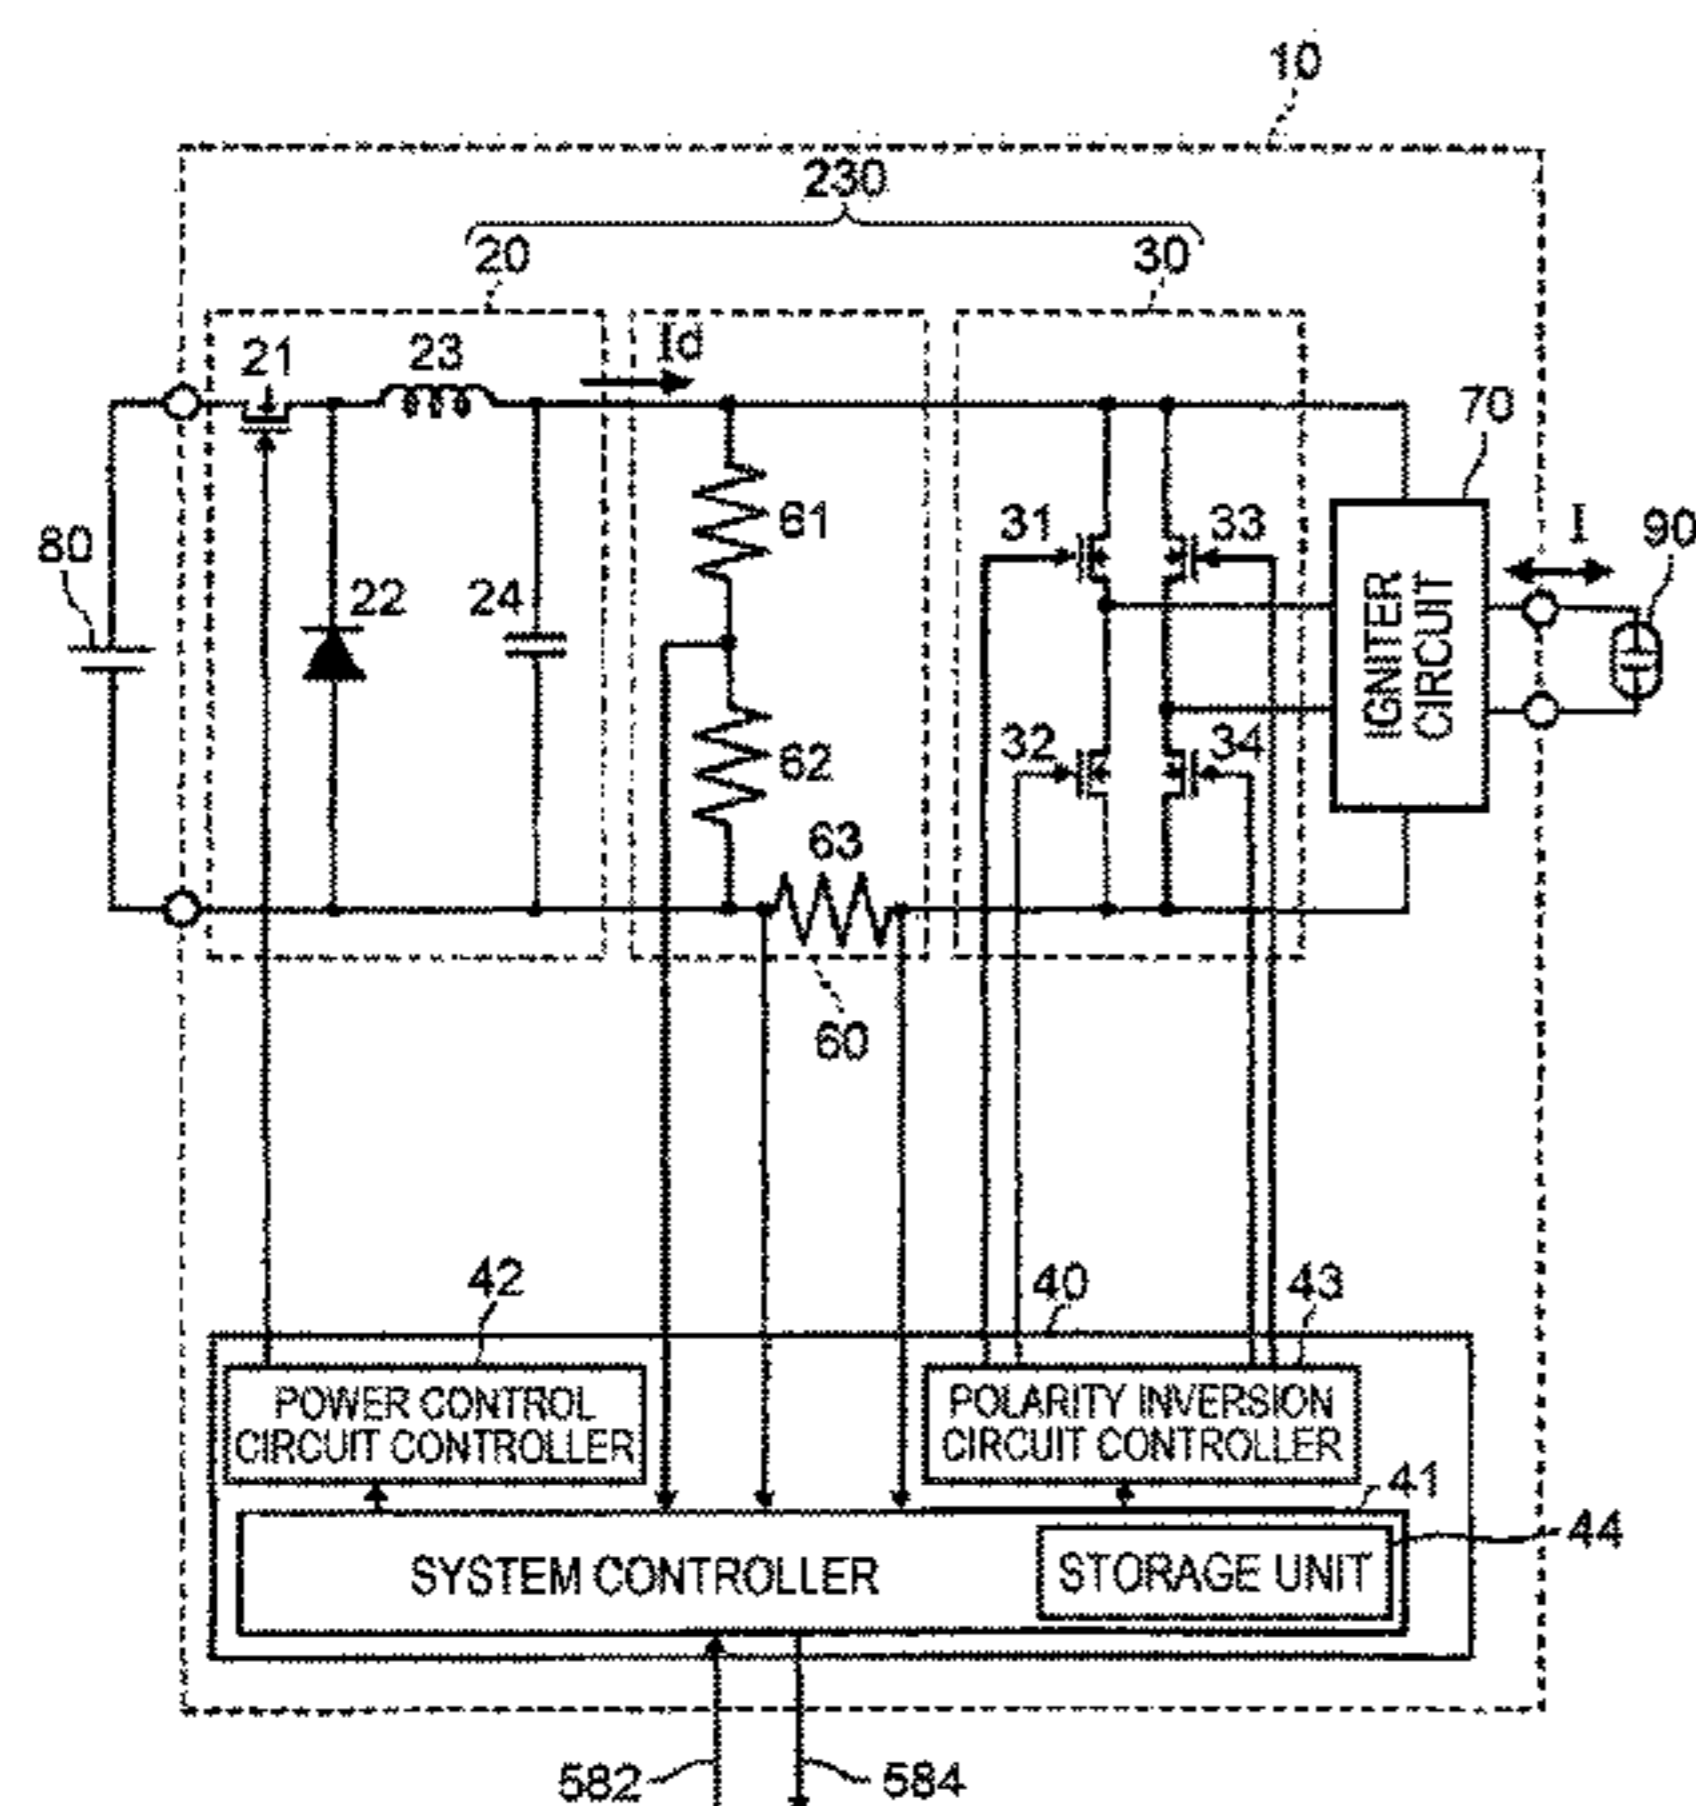 10
230
20
30
21
23
Id
70
61
31
33
I
90
80
22
24
IGNITER
CIRCUIT
62
32
34
63
60
42
40
43
POWER CONTROL
CIRCUIT CONTROLLER
POLARITY INVERSION
CIRCUIT CONTROLLER
41
44
SYSTEM CONTROLLER
STORAGE UNIT
582
584